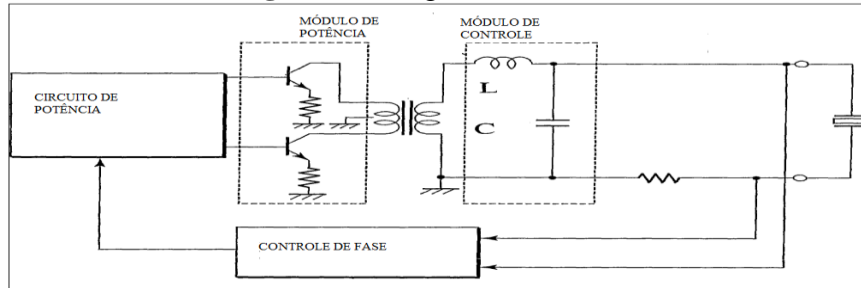 MÓDULO DE
POTÊNCIA
MÓDULO DE
CONTROLE
CIRCUITO DE
POTÊNCIA
L
C
CONTROLE DE FASE